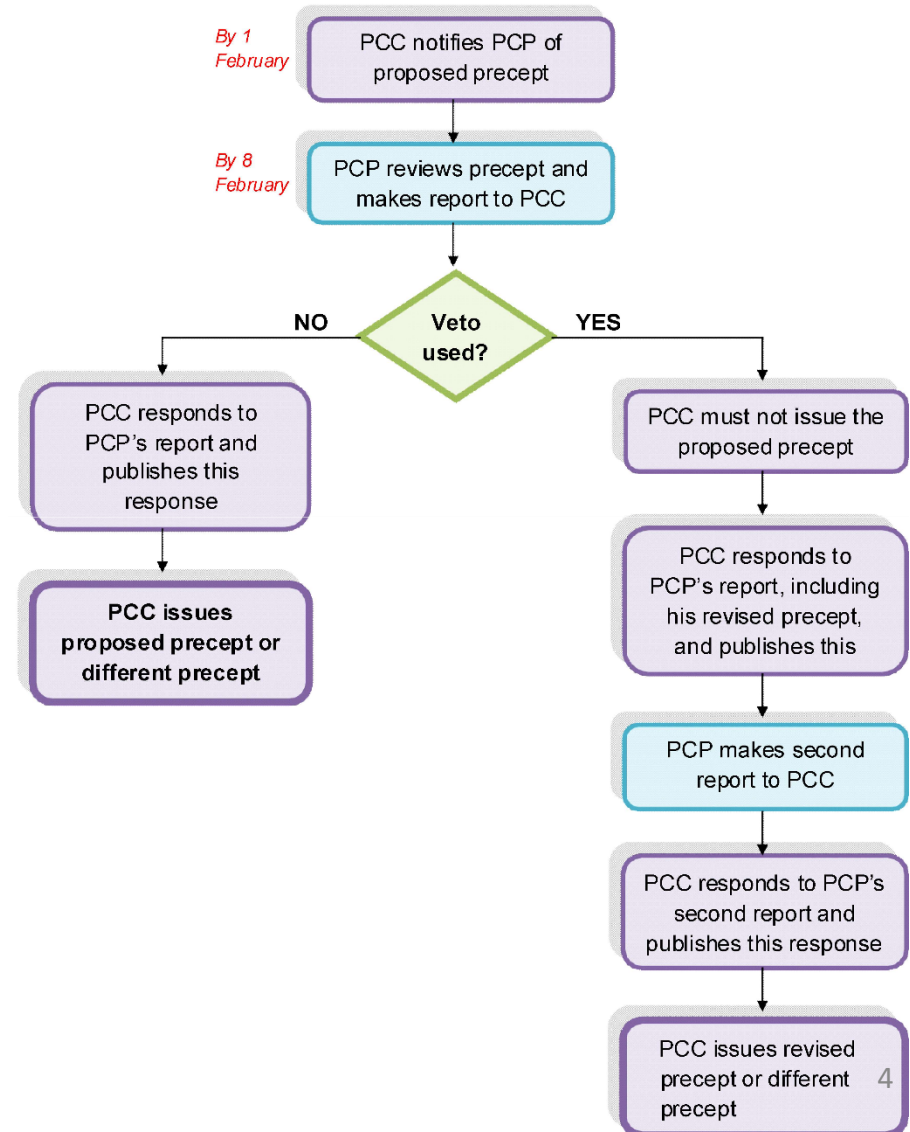 By 1
February
PCC notifies PCP of
proposed precept
By 8
February
PCP reviews precept and
makes report to PCC
Veto
used?
NO
YES
PCC responds to
PCP's report and
publishes this
response
PCC issues
proposed precept or
different precept
PCC must not issue the
proposed precept
PCC responds to
PCP's report, including
his revised precept,
and publishes this
PCP makes second
report to PCC
PCC responds to PCP's
second report and
publishes this response
PCC issues revised
precept or different
precept
4